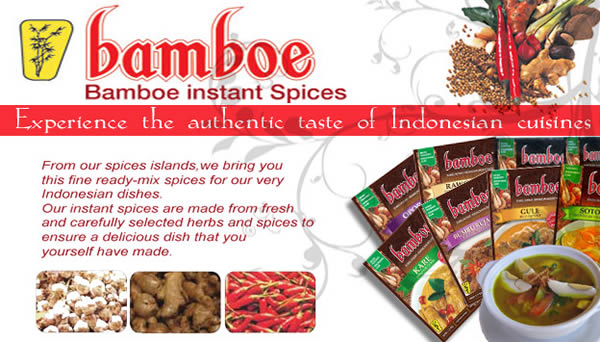 bamboe
Bamboe instant Spices
Experience the authentic taste of Indonesian cuisines
From our spices islands,we bring you
this fine ready-mix spices for our very
Indonesian dishes.
Our instant spices are made from fresh
and carefully selected herbs and spices to
ensure a delicious dish that you
yourself have made.
bamboe
bamboe
bamboe
bamboe
GULE
SOTO
KARE